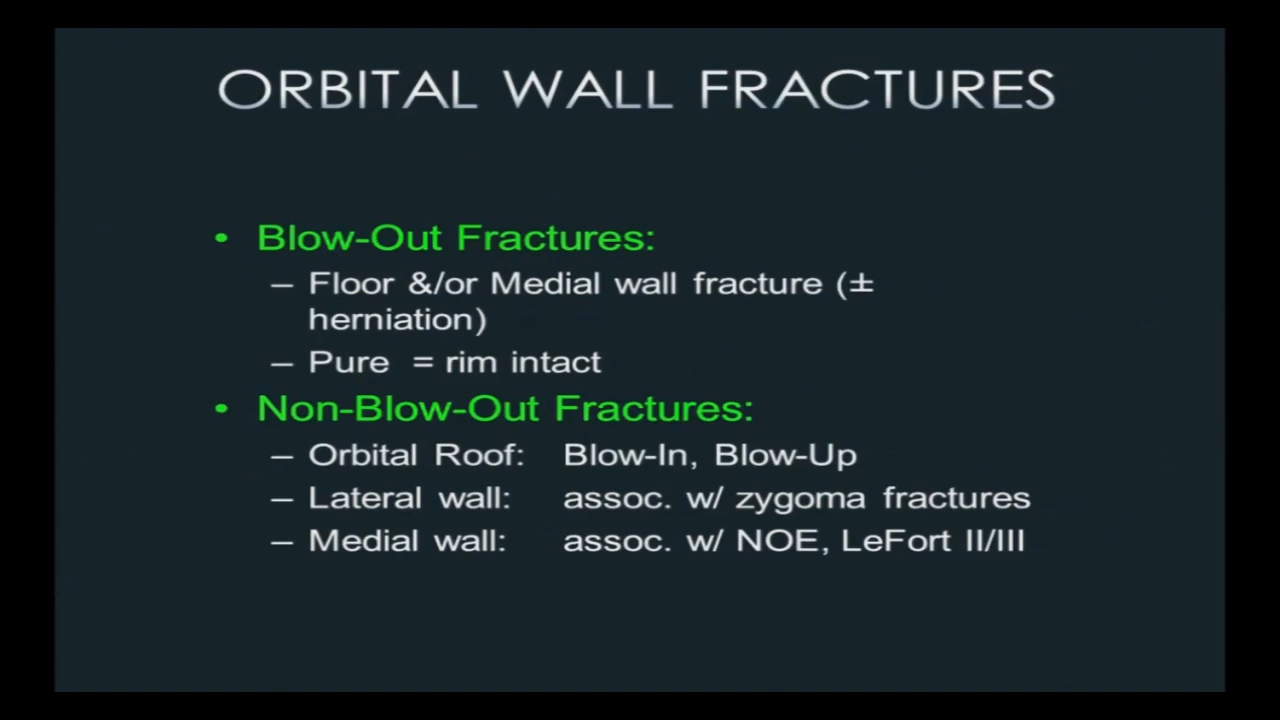 ORBITAL WALL FRACTURES
• Blow-Out Fractures:
– Floor &/or Medial wall fracture (±
herniation)
– Pure = rim intact
• Non-Blow-Out Fractures:
– Orbital Roof: Blow-In, Blow-Up
– Lateral wall: assoc. w/ zygoma fractures
– Medial wall: assoc. w/ NOE, LeFort II/III